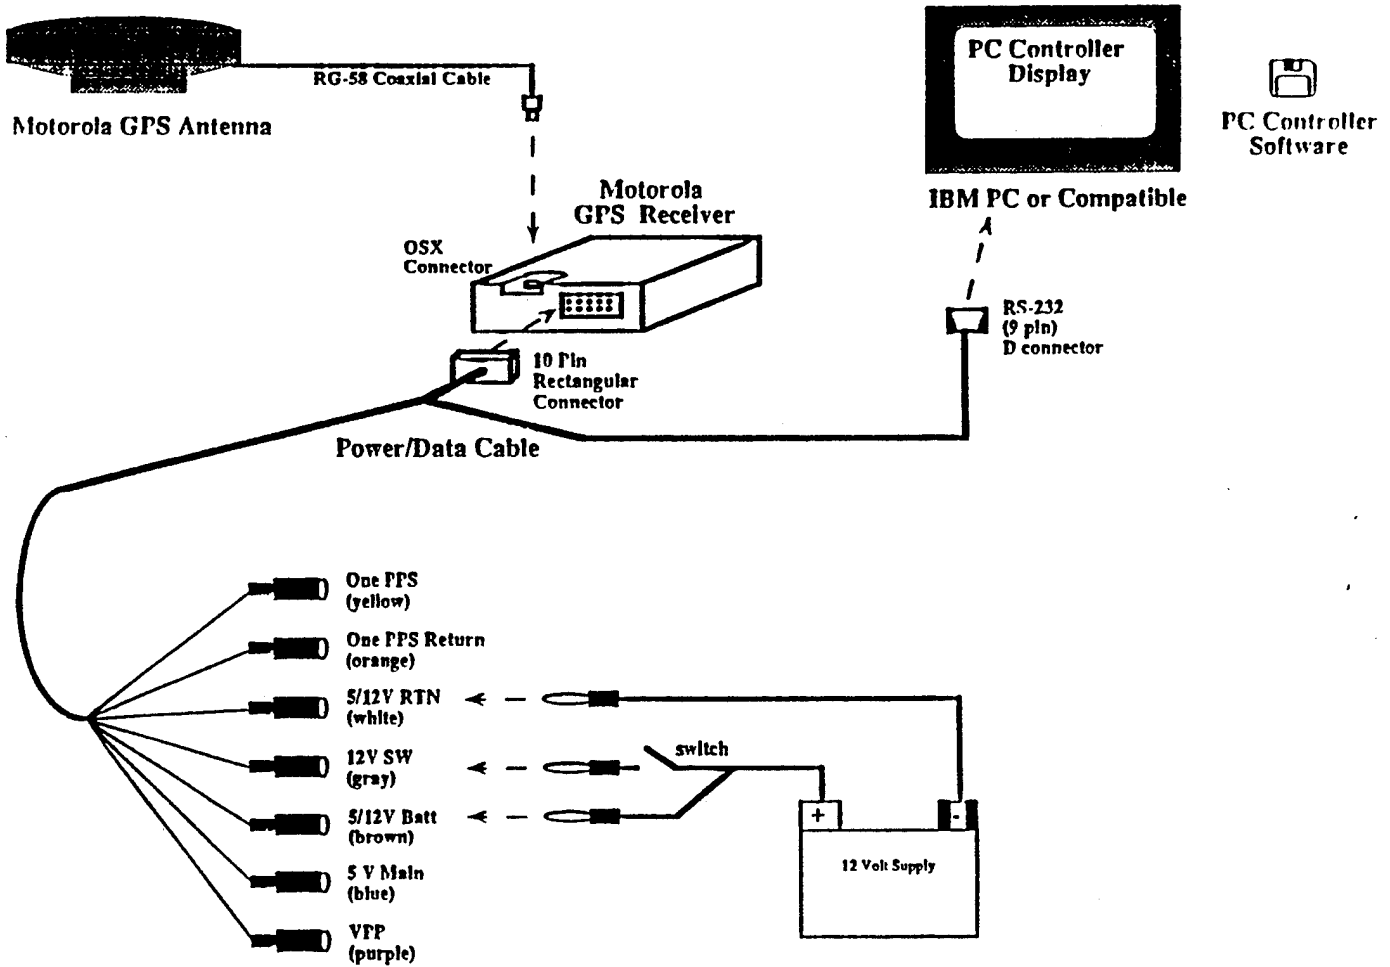 PC Controller
Display
RG-58 Coaxial Cable
Motorola GPS Antenna
PC Controller
Software
Motorola
GPS Receiver
IBM PC or Compatible
OSX
Connector
RS-232
(9 pin)
D connector
10 Pin
Rectangular
Connector
Power/Data Cable
One PPS
(yellow)
One PPS Return
(orange)
5/12V RTN
(white)
switch
12V SW
(gray)
5/12V Batt
(brown)
+
-
12 Volt Supply
5 V Main
(blue)
VPP
(purple)